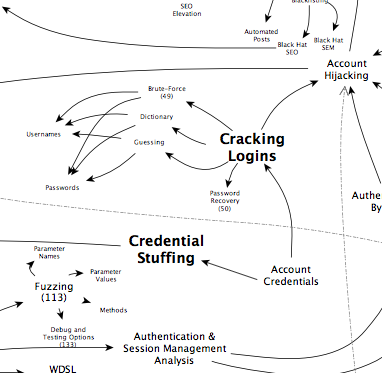 SEO
Elevation
Automated
Posts
Black Hat
SEO
Black Hat
SEM
Account
Hijacking
Brute-Force
(49)
Dictionary
Usernames
Guessing
Cracking
Logins
Passwords
Password
Recovery
(50)
Credential
Stuffing
Parameter
Names
Parameter
Values
Fuzzing
(113)
Methods
Account
Credentials
Debug and
Testing Options
(133)
Authentication &
Session Management
Analysis
WDSL